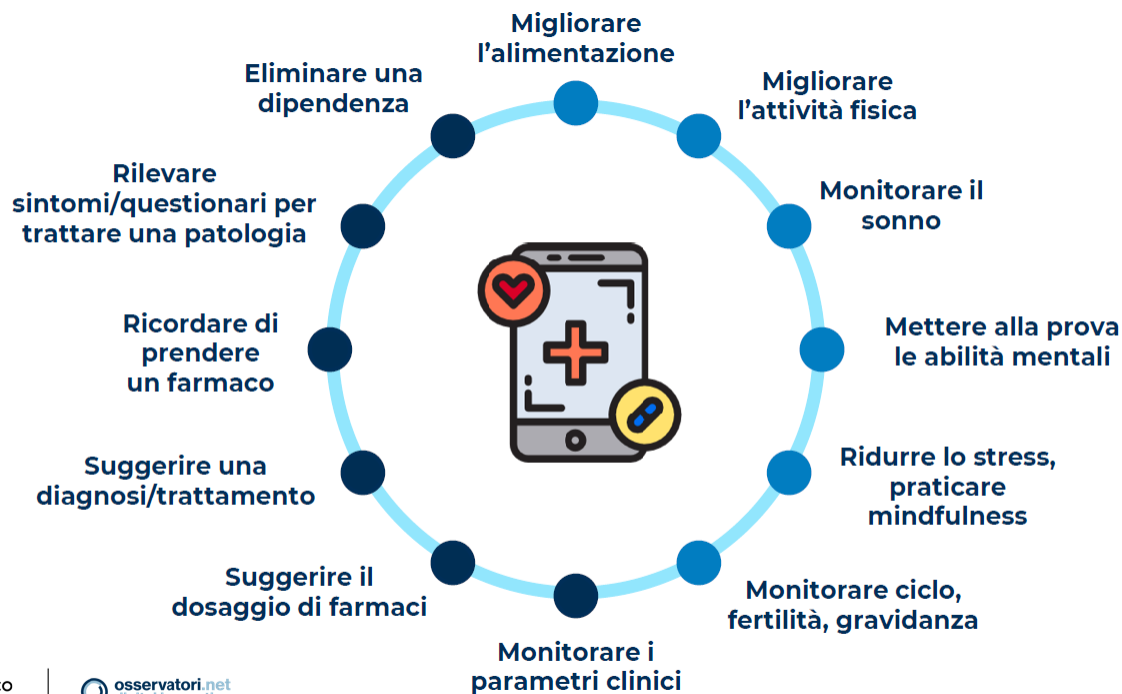 Migliorare
l'alimentazione
Migliorare
l'attività fisica
Monitorare il
sonno
Mettere alla prova
le abilità mentali
Ridurre lo stress,
praticare
mindfulness
Monitorare ciclo,
fertilità, gravidanza
Monitorare i
parametri clinici
Suggerire il
dosaggio di farmaci
Suggerire una
diagnosi/trattamento
Ricordare di
prendere
un farmaco
Rilevare
sintomi/questionari per
trattare una patologia
Eliminare una
dipendenza
osservatori.net